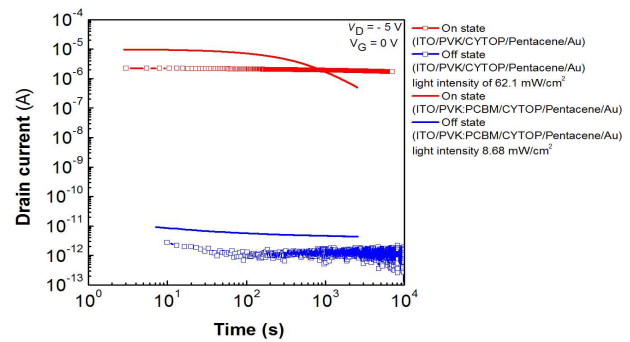 V_D = - 5 V
V_G = 0 V
10^-4
10^-5
10^-6
10^-7
10^-8
10^-9
10^-10
10^-11
10^-12
10^-13
Drain current (A)
10^0
10^1
10^2
10^3
10^4
Time (s)
On state
(ITO/PVK/CYTOP/Pentacene/Au)
Off state
(ITO/PVK/CYTOP/Pentacene/Au)
light intensity of 62.1 mW/cm^2
On state
(ITO/PVK:PCBM/CYTOP/Pentacene/Au)
Off state
(ITO/PVK:PCBM/CYTOP/Pentacene/Au)
light intensity 8.68 mW/cm^2